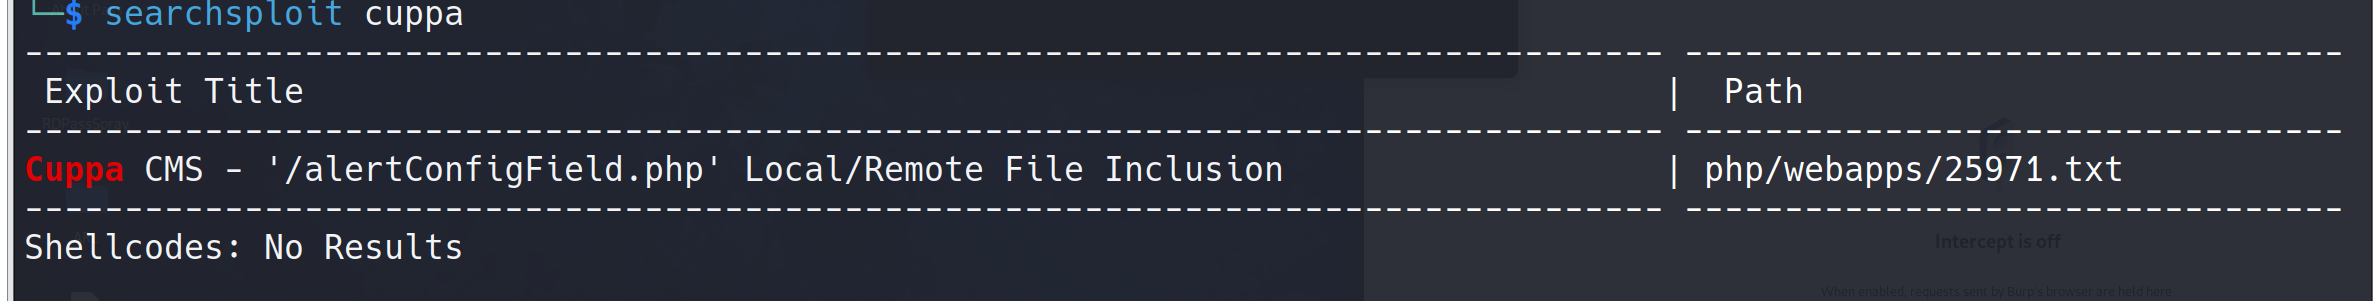 └─$ searchsploit cuppa
---------------------------------------------------------------------------------- ---------------------------------
Exploit Title | Path
---------------------------------------------------------------------------------- ---------------------------------
Cuppa CMS - '/alertConfigField.php' Local/Remote File Inclusion | php/webapps/25971.txt
---------------------------------------------------------------------------------- ---------------------------------
Shellcodes: No Results
Intercept is off
When enabled, requests sent by Burp's browser are held here